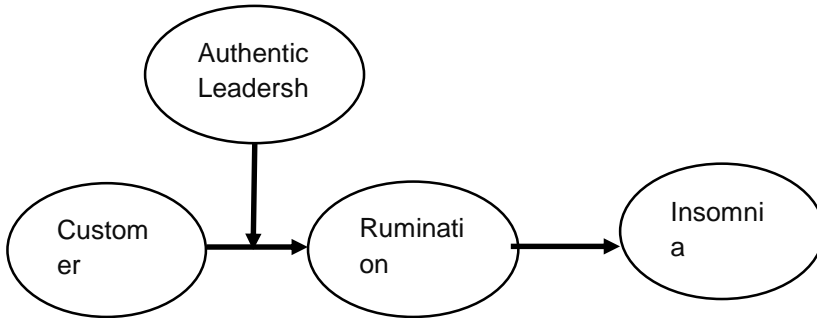 Authentic
Leadersh
Custom
er
Ruminati
on
Insomni
a